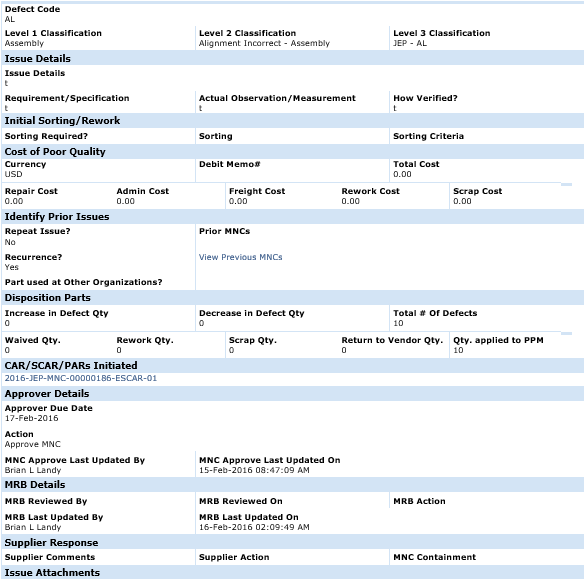 Defect Code
AL
Level 1 Classification Level 2 Classification Level 3 Classification
Assembly Alignment Incorrect - Assembly JEP - AL
Issue Details
Issue Details
t
Requirement/Specification Actual Observation/Measurement How Verified?
t t t
Initial Sorting/Rework
Sorting Required? Sorting Sorting Criteria
Cost of Poor Quality
Currency Debit Memo# Total Cost
USD 0.00
Repair Cost Admin Cost Freight Cost Rework Cost Scrap Cost
0.00 0.00 0.00 0.00 0.00
Identify Prior Issues
Repeat Issue? Prior MNCs
No
Recurrence? View Previous MNCs
Yes
Part used at Other Organizations?
Disposition Parts
Increase in Defect Qty Decrease in Defect Qty Total # Of Defects
0 0 10
Waived Qty. Rework Qty. Scrap Qty. Return to Vendor Qty. Qty. applied to PPM
0 0 0 0 10
CAR/SCAR/PARs Initiated
2016-JEP-MNC-00000186-ESCAR-01
Approver Details
Approver Due Date
17-Feb-2016
Action
Approve MNC
MNC Approve Last Updated By MNC Approve Last Updated On
Brian L Landy 15-Feb-2016 08:47:09 AM
MRB Details
MRB Reviewed By MRB Reviewed On MRB Action
MRB Last Updated By MRB Last Updated On
Brian L Landy 16-Feb-2016 02:09:49 AM
Supplier Response
Supplier Comments Supplier Action MNC Containment
Issue Attachments